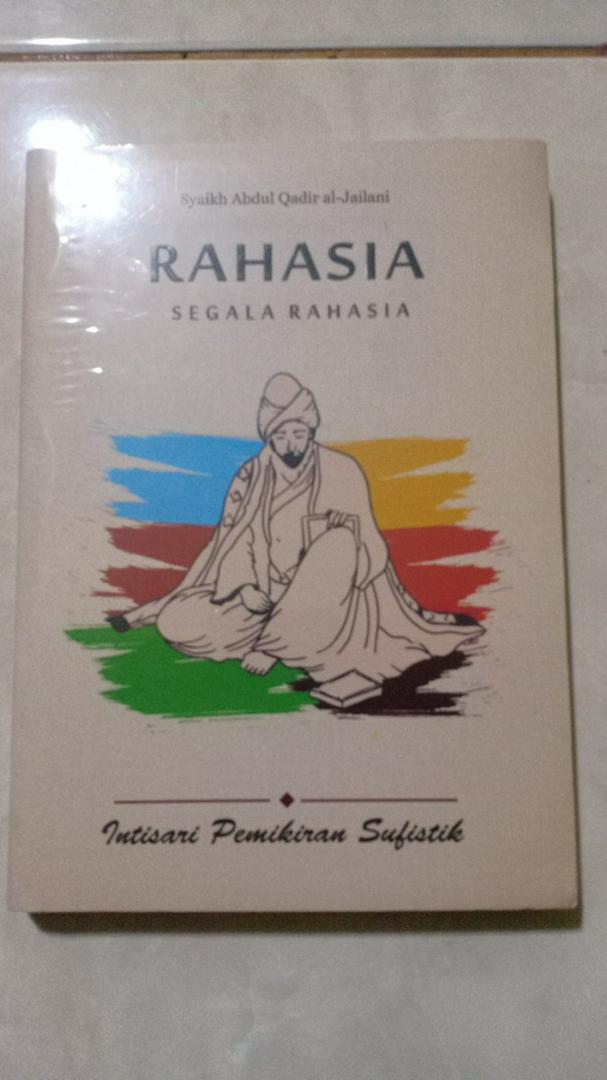 Syaikh Abdul Qadir al-Jailani
RAHASIA
SEGALA RAHASIA
Intisari Pemikiran Sufistik